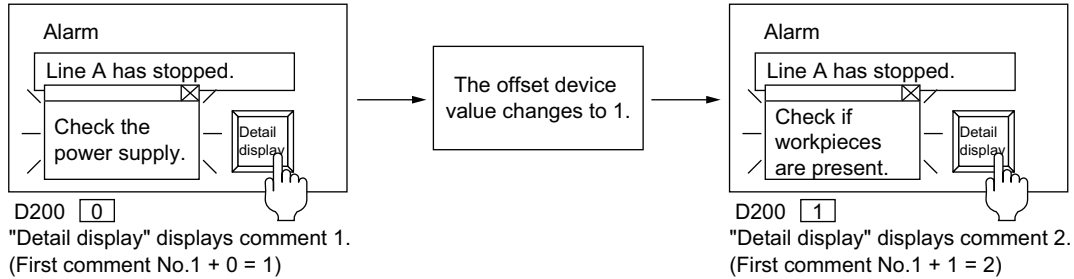 Alarm
Line A has stopped.
Check the
power supply.
Detail
display
D200 0
"Detail display" displays comment 1.
(First comment No.1 + 0 = 1)
The offset device
value changes to 1.
Alarm
Line A has stopped.
Check if
workpieces
are present.
Detail
display
D200 1
"Detail display" displays comment 2.
(First comment No.1 + 1 = 2)